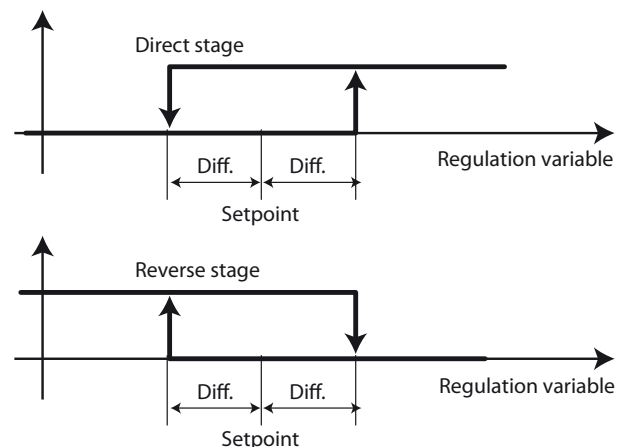 Direct stage
Regulation variable
Diff. Diff.
Setpoint
Reverse stage
Regulation variable
Diff. Diff.
Setpoint